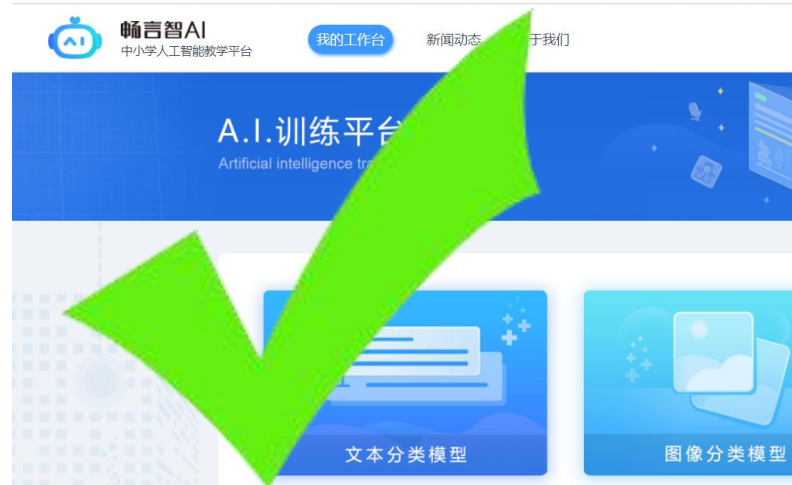 畅言智AI
中小学人工智能教学平台
我的工作台
新闻动态
于我们
A.I.训练平台
Artificial intelligence
文本分类模型
图像分类模型